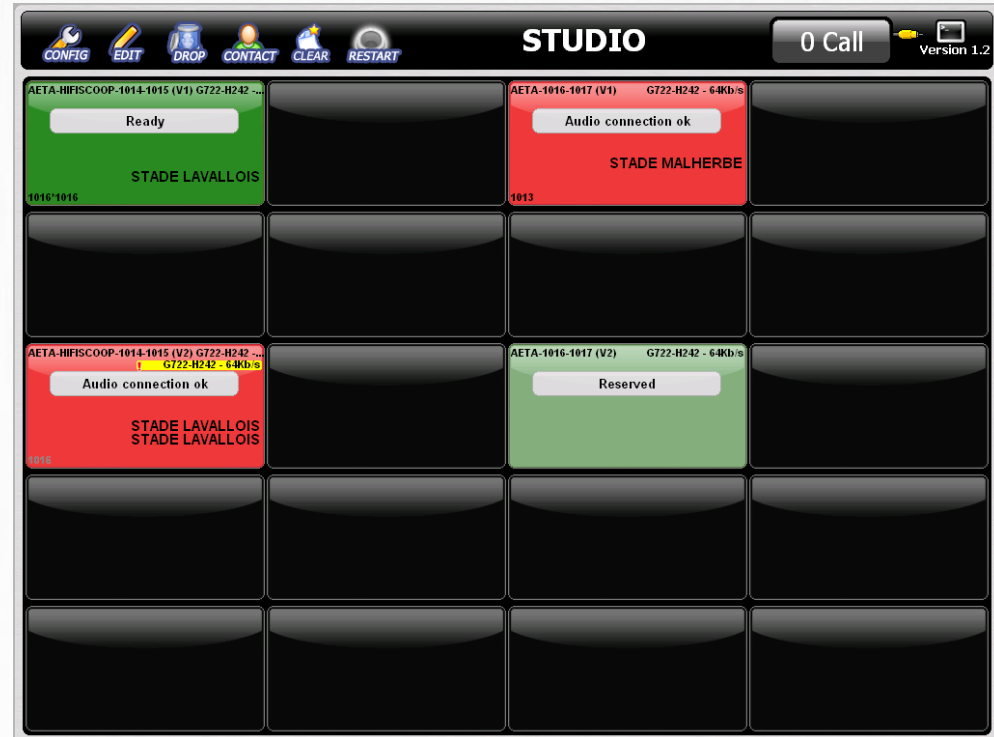 CONFIG EDIT DROP CONTACT CLEAR RESTART
STUDIO
0 Call
Version 1.2
AETA-HIFISCOOP-1014-1015 (V1) G722-H242 -...
Ready
STADE LAVALLOIS
1016*1016
AETA-1016-1017 (V1) G722-H242 - 64Kb/s
Audio connection ok
STADE MALHERBE
1013
AETA-HIFISCOOP-1014-1015 (V2) G722-H242 -...
! G722-H242 - 64Kb/s
Audio connection ok
STADE LAVALLOIS
STADE LAVALLOIS
1016
AETA-1016-1017 (V2) G722-H242 - 64Kb/s
Reserved